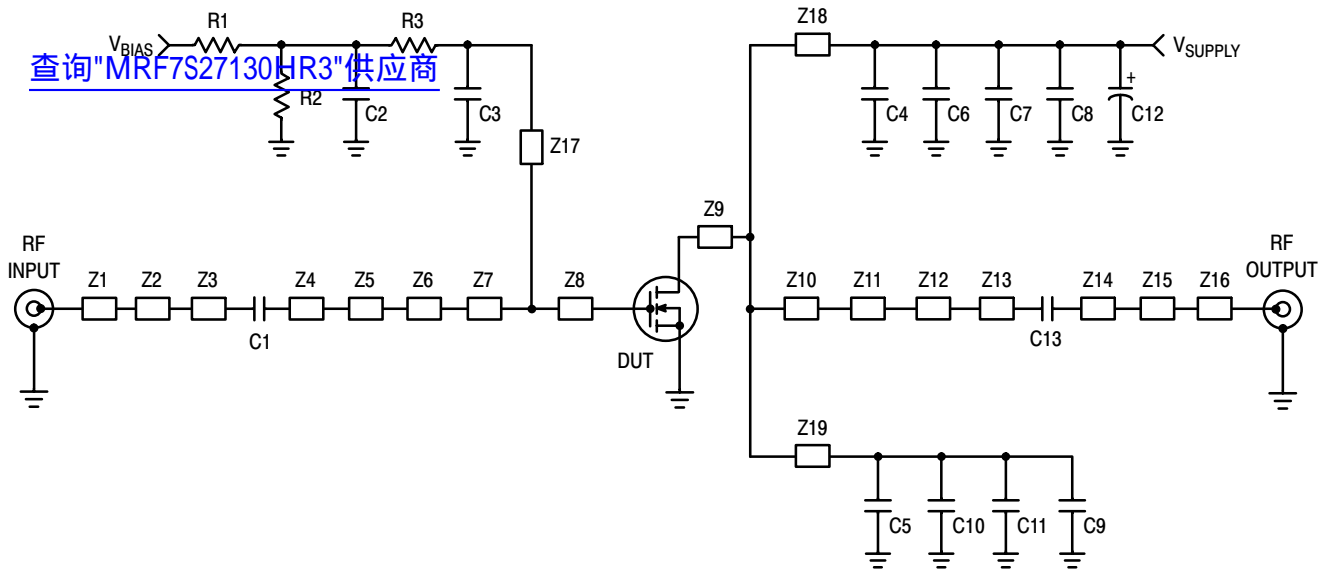 R1
R3
Z18
V_BIAS
V_SUPPLY
查询"MRF7S27130HR3"供应商
R2
C2
C3
C4
C6
C7
C8
+
C12
Z17
Z9
RF
INPUT
RF
OUTPUT
Z1
Z2
Z3
Z4
Z5
Z6
Z7
Z8
Z10
Z11
Z12
Z13
Z14
Z15
Z16
C1
C13
DUT
Z19
C5
C10
C11
C9